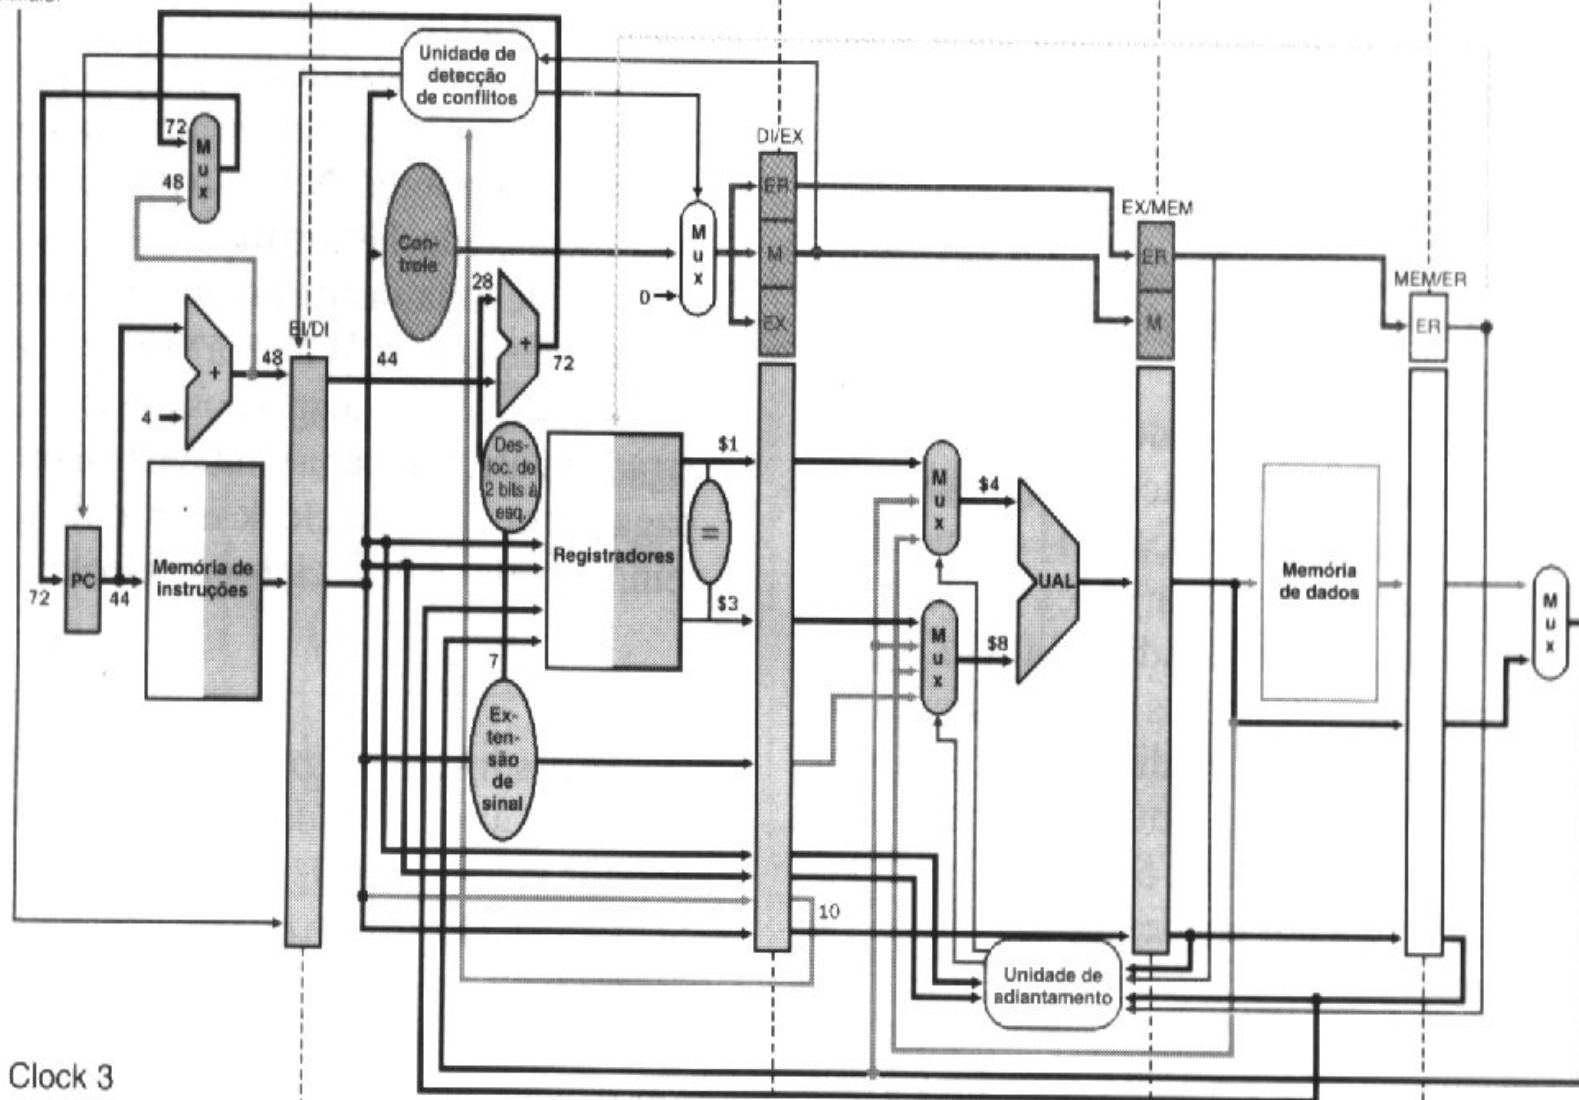 Unidade de
detecção
de conflitos
72
M
u
x
48
DI/EX
ER
M
EX
EX/MEM
ER
M
MEM/ER
ER
Con-
trole
M
u
x
0
28
+
72
EI/DI
48
44
+
4
Des-
loc. de
2 bits à
esq.
$1
=
$3
Registradores
M
u
x
$4
M
u
x
$8
UAL
Memória
de dados
M
u
x
PC
72
44
Memória de
instruções
7
Ex-
ten-
são
de
sinal
10
Unidade de
adiantamento
Clock 3